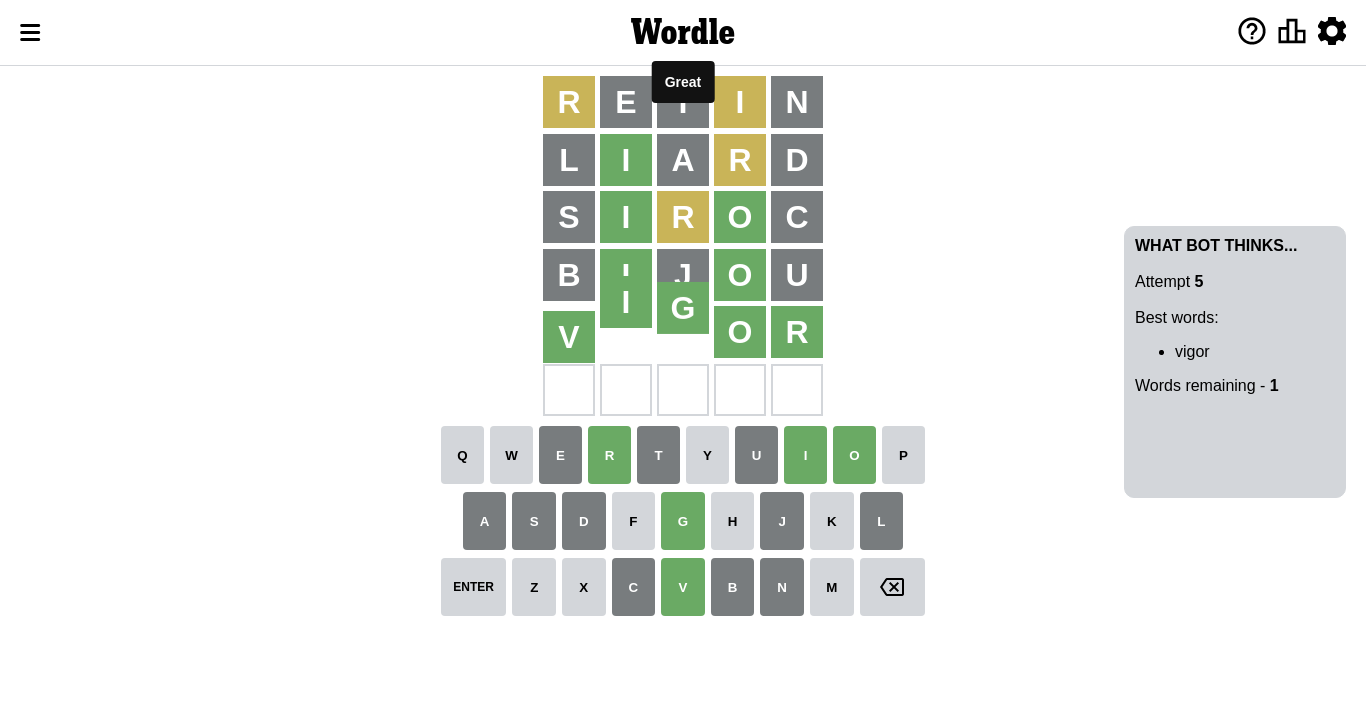 Wordle
Great
R E I N
L I A R D
S I R O C
B I J O U
V I G O R
Q W E R T Y U I O P
A S D F G H J K L
ENTER Z X C V B N M
WHAT BOT THINKS...
Attempt 5
Best words:
• vigor
Words remaining - 1